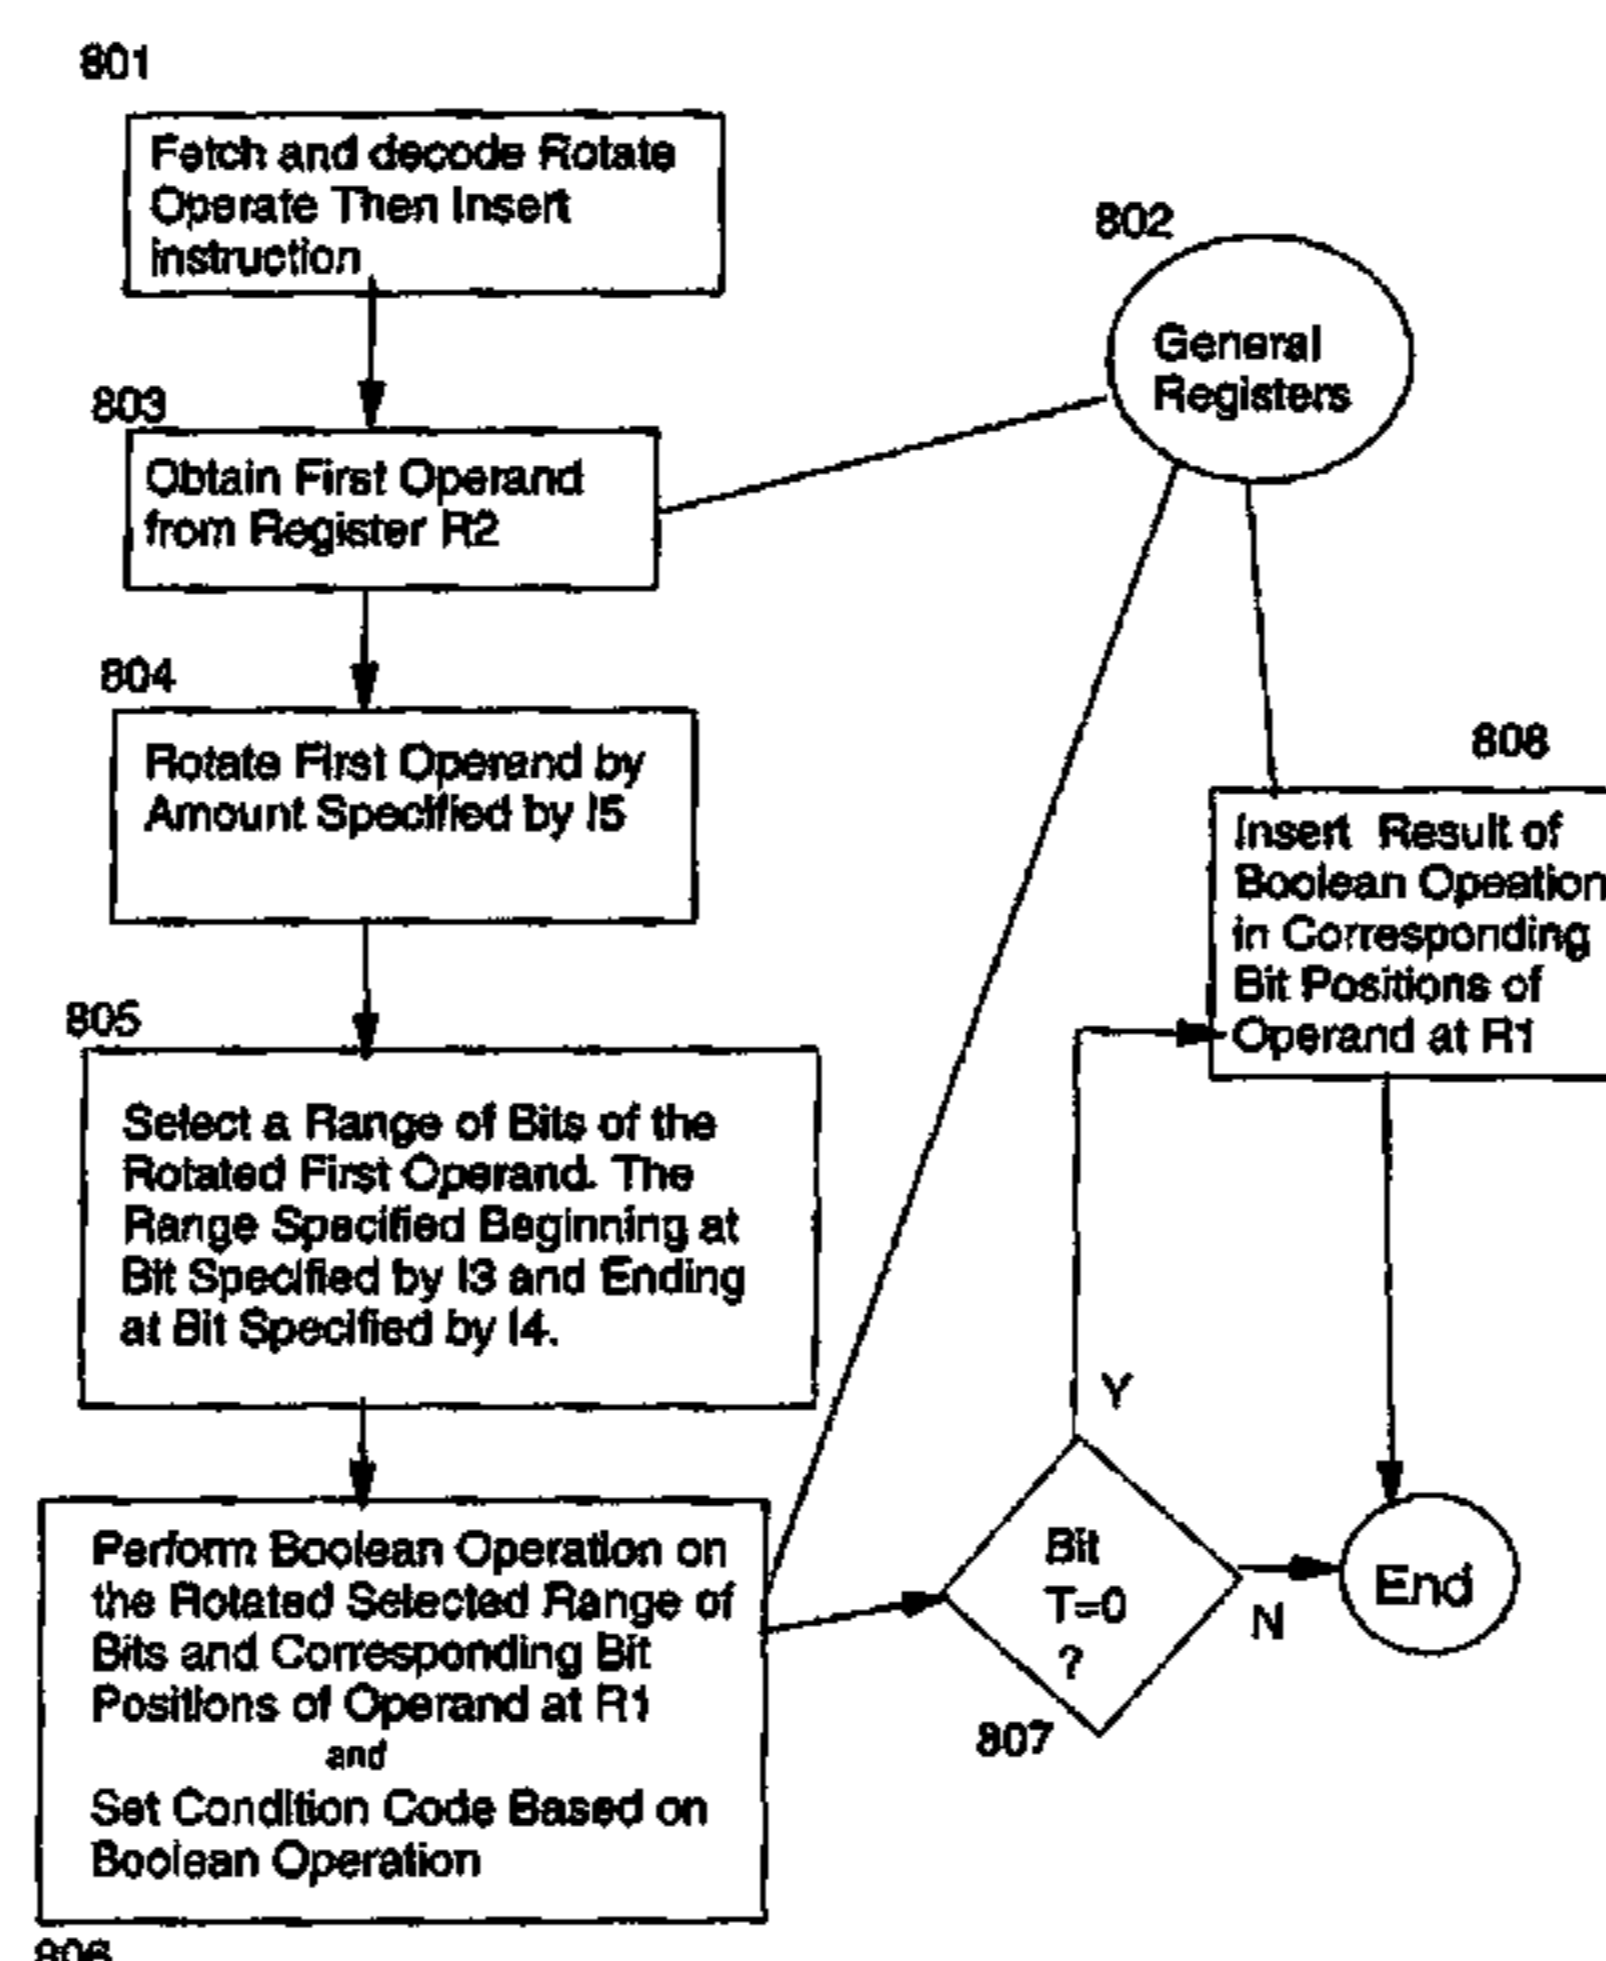 801
Fetch and decode Rotate
Operate Then Insert
instruction
802
General
Registers
803
Obtain First Operand
from Register R2
804
Rotate First Operand by
Amount Specified by I5
808
Insert Result of
Boolean Opeation
in Corresponding
Bit Positions of
Operand at R1
805
Select a Range of Bits of the
Rotated First Operand. The
Range Specified Beginning at
Bit Specified by I3 and Ending
at Bit Specified by I4.
Y
Perform Boolean Operation on
the Rotated Selected Range of
Bits and Corresponding Bit
Positions of Operand at R1
and
Set Condition Code Based on
Boolean Operation
Bit
T=0
?
N
End
807
806